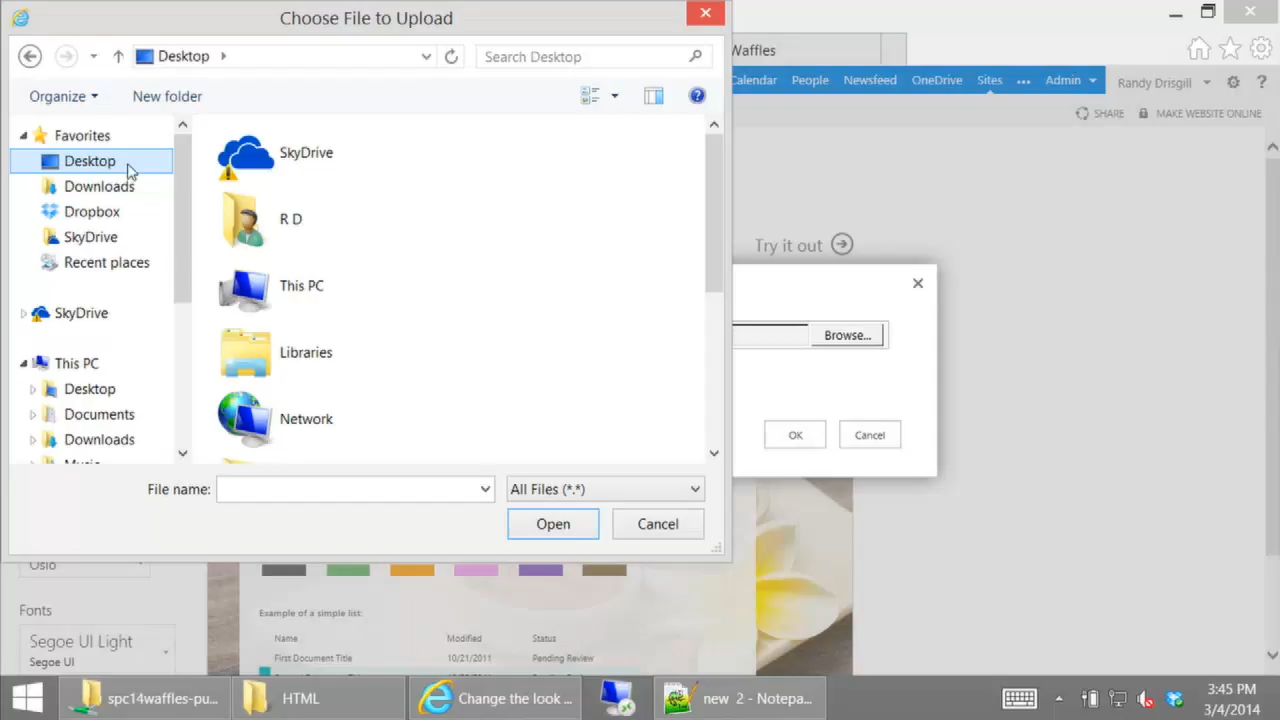 Choose File to Upload
Desktop
Search Desktop
Organize
New folder
Favorites
Desktop
Downloads
Dropbox
SkyDrive
Recent places
SkyDrive
This PC
Desktop
Documents
Downloads
SkyDrive
R D
This PC
Libraries
Network
File name:
All Files (*.*)
Open
Cancel
Waffles
Calendar People Newsfeed OneDrive Sites ••• Admin
Randy Drisgill
?
SHARE
MAKE WEBSITE ONLINE
Try it out
Browse...
OK
Cancel
Oslo
Fonts
Segoe UI Light
Segoe UI
Example of a simple list:
Name Modified Status
First Document Title 10/21/2011 Pending Review
spc14waffles-pu...
HTML
Change the look ...
new 2 - Notepa...
3:45 PM
3/4/2014